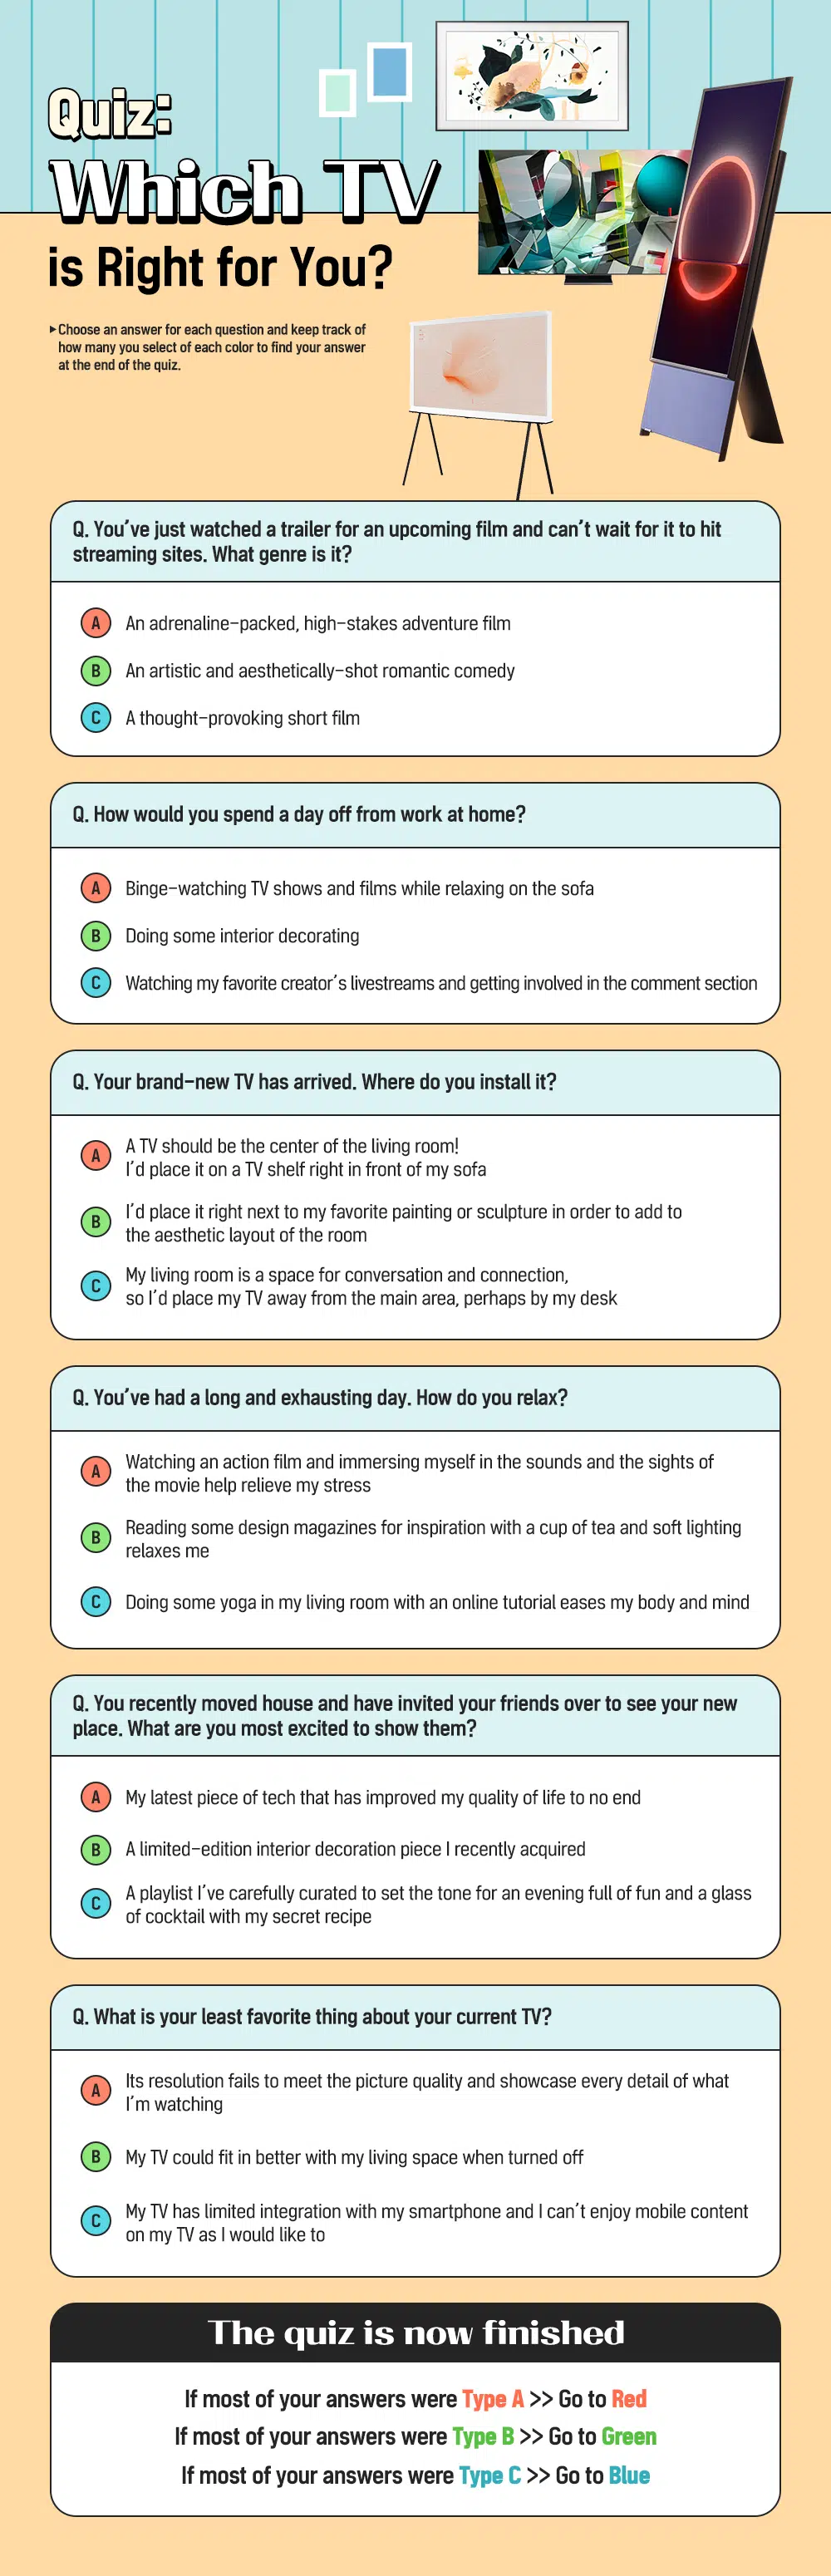 Quiz:
Which TV
is Right for You?
▸Choose an answer for each question and keep track of
how many you select of each color to find your answer
at the end of the quiz.
Q. You've just watched a trailer for an upcoming film and can't wait for it to hit
streaming sites. What genre is it?
A An adrenaline-packed, high-stakes adventure film
B An artistic and aesthetically-shot romantic comedy
C A thought-provoking short film
Q. How would you spend a day off from work at home?
A Binge-watching TV shows and films while relaxing on the sofa
B Doing some interior decorating
C Watching my favorite creator's livestreams and getting involved in the comment section
Q. Your brand-new TV has arrived. Where do you install it?
A A TV should be the center of the living room!
I'd place it on a TV shelf right in front of my sofa
B I'd place it right next to my favorite painting or sculpture in order to add to
the aesthetic layout of the room
C My living room is a space for conversation and connection,
so I'd place my TV away from the main area, perhaps by my desk
Q. You've had a long and exhausting day. How do you relax?
A Watching an action film and immersing myself in the sounds and the sights of
the movie help relieve my stress
B Reading some design magazines for inspiration with a cup of tea and soft lighting
relaxes me
C Doing some yoga in my living room with an online tutorial eases my body and mind
Q. You recently moved house and have invited your friends over to see your new
place. What are you most excited to show them?
A My latest piece of tech that has improved my quality of life to no end
B A limited-edition interior decoration piece I recently acquired
C A playlist I've carefully curated to set the tone for an evening full of fun and a glass
of cocktail with my secret recipe
Q. What is your least favorite thing about your current TV?
A Its resolution fails to meet the picture quality and showcase every detail of what
I'm watching
B My TV could fit in better with my living space when turned off
C My TV has limited integration with my smartphone and I can't enjoy mobile content
on my TV as I would like to
The quiz is now finished
If most of your answers were Type A >> Go to Red
If most of your answers were Type B >> Go to Green
If most of your answers were Type C >> Go to Blue